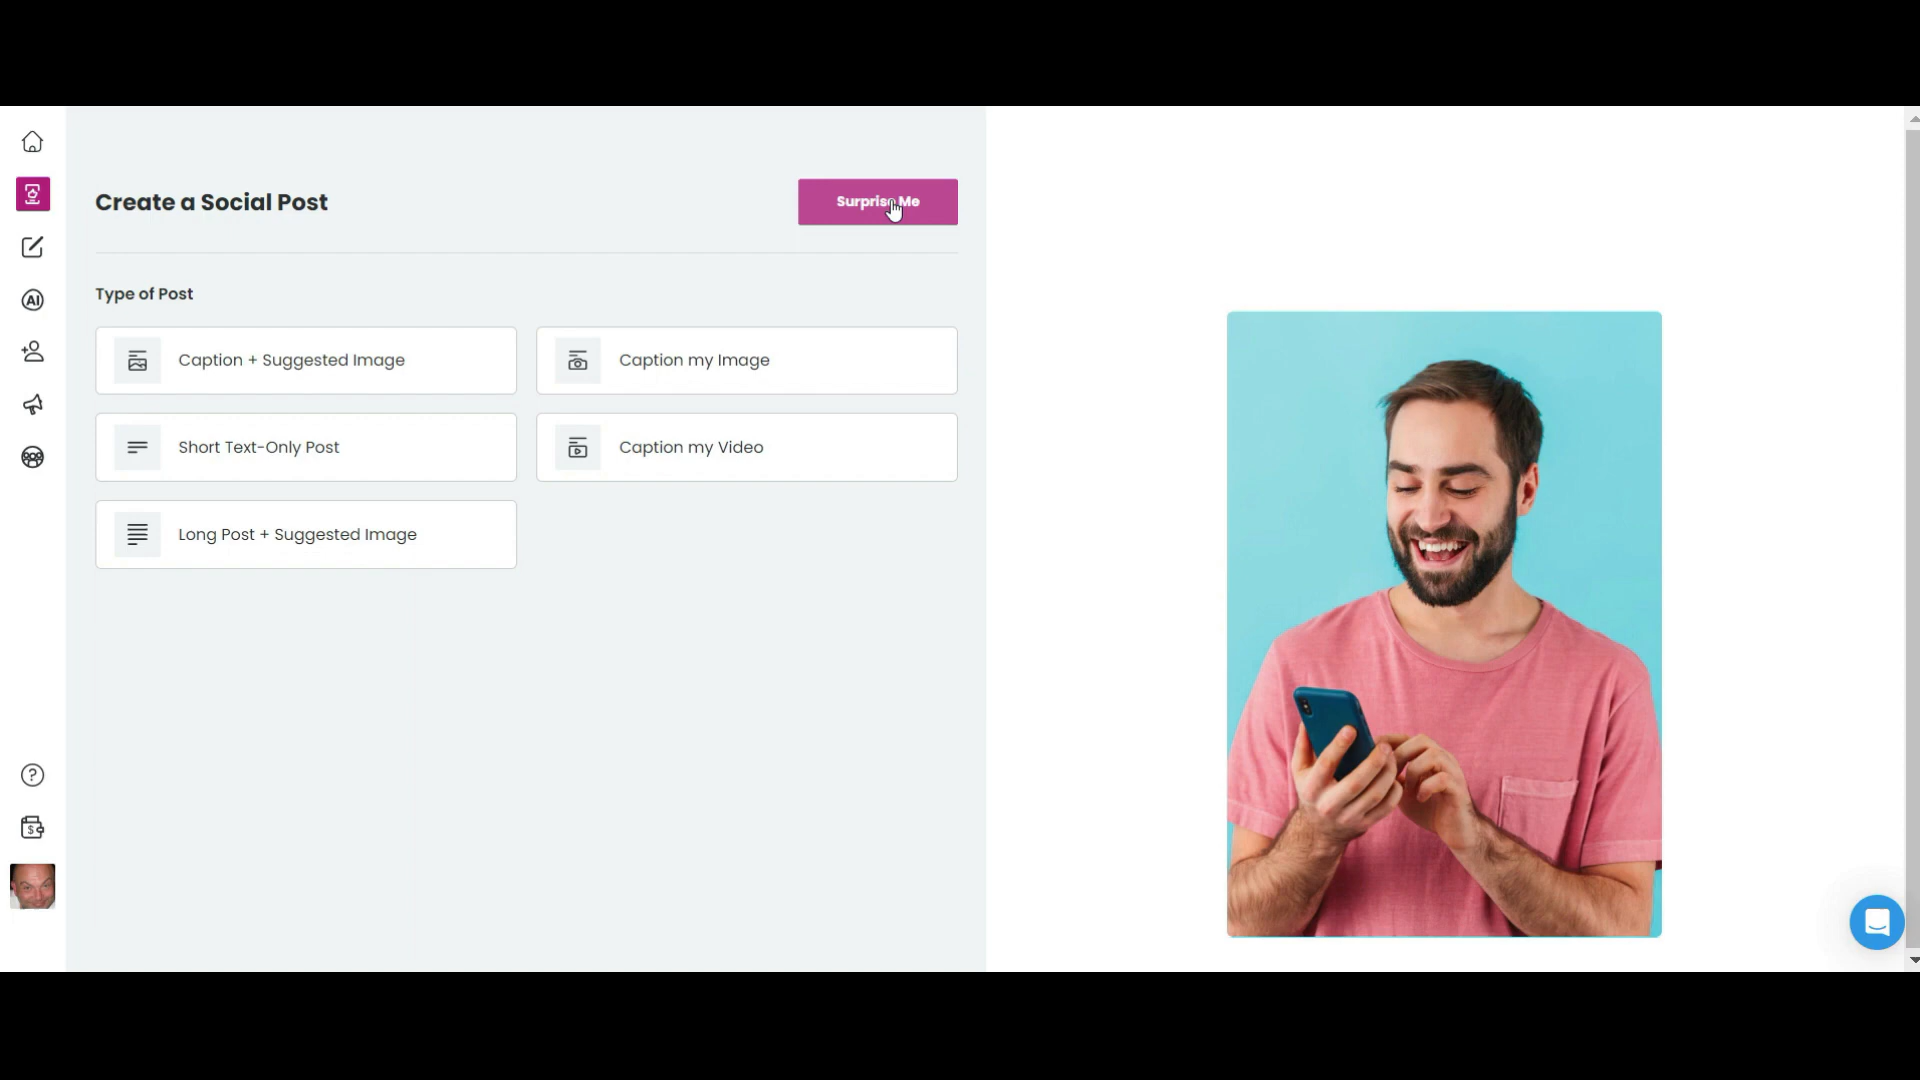 Create a Social Post
Surprise Me
Type of Post
Caption + Suggested Image
Caption my Image
Short Text-Only Post
Caption my Video
Long Post + Suggested Image
AI
?
$